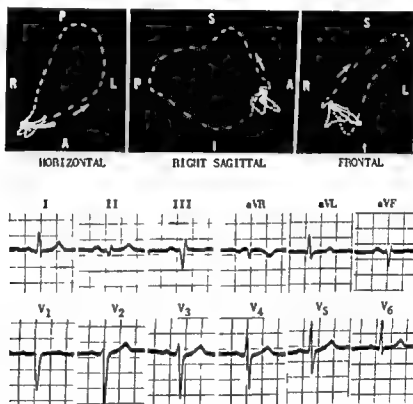 P S S
R L P A R L
A I I
HORIZONTAL RIGHT SAGITTAL FRONTAL
I II III aVR aVL aVF
V1 V2 V3 V4 V5 V6